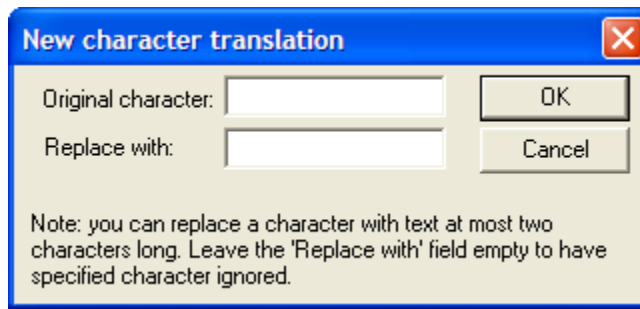 New character translation
Original character:
OK
Replace with:
Cancel
Note: you can replace a character with text at most two
characters long. Leave the 'Replace with' field empty to have
specified character ignored.